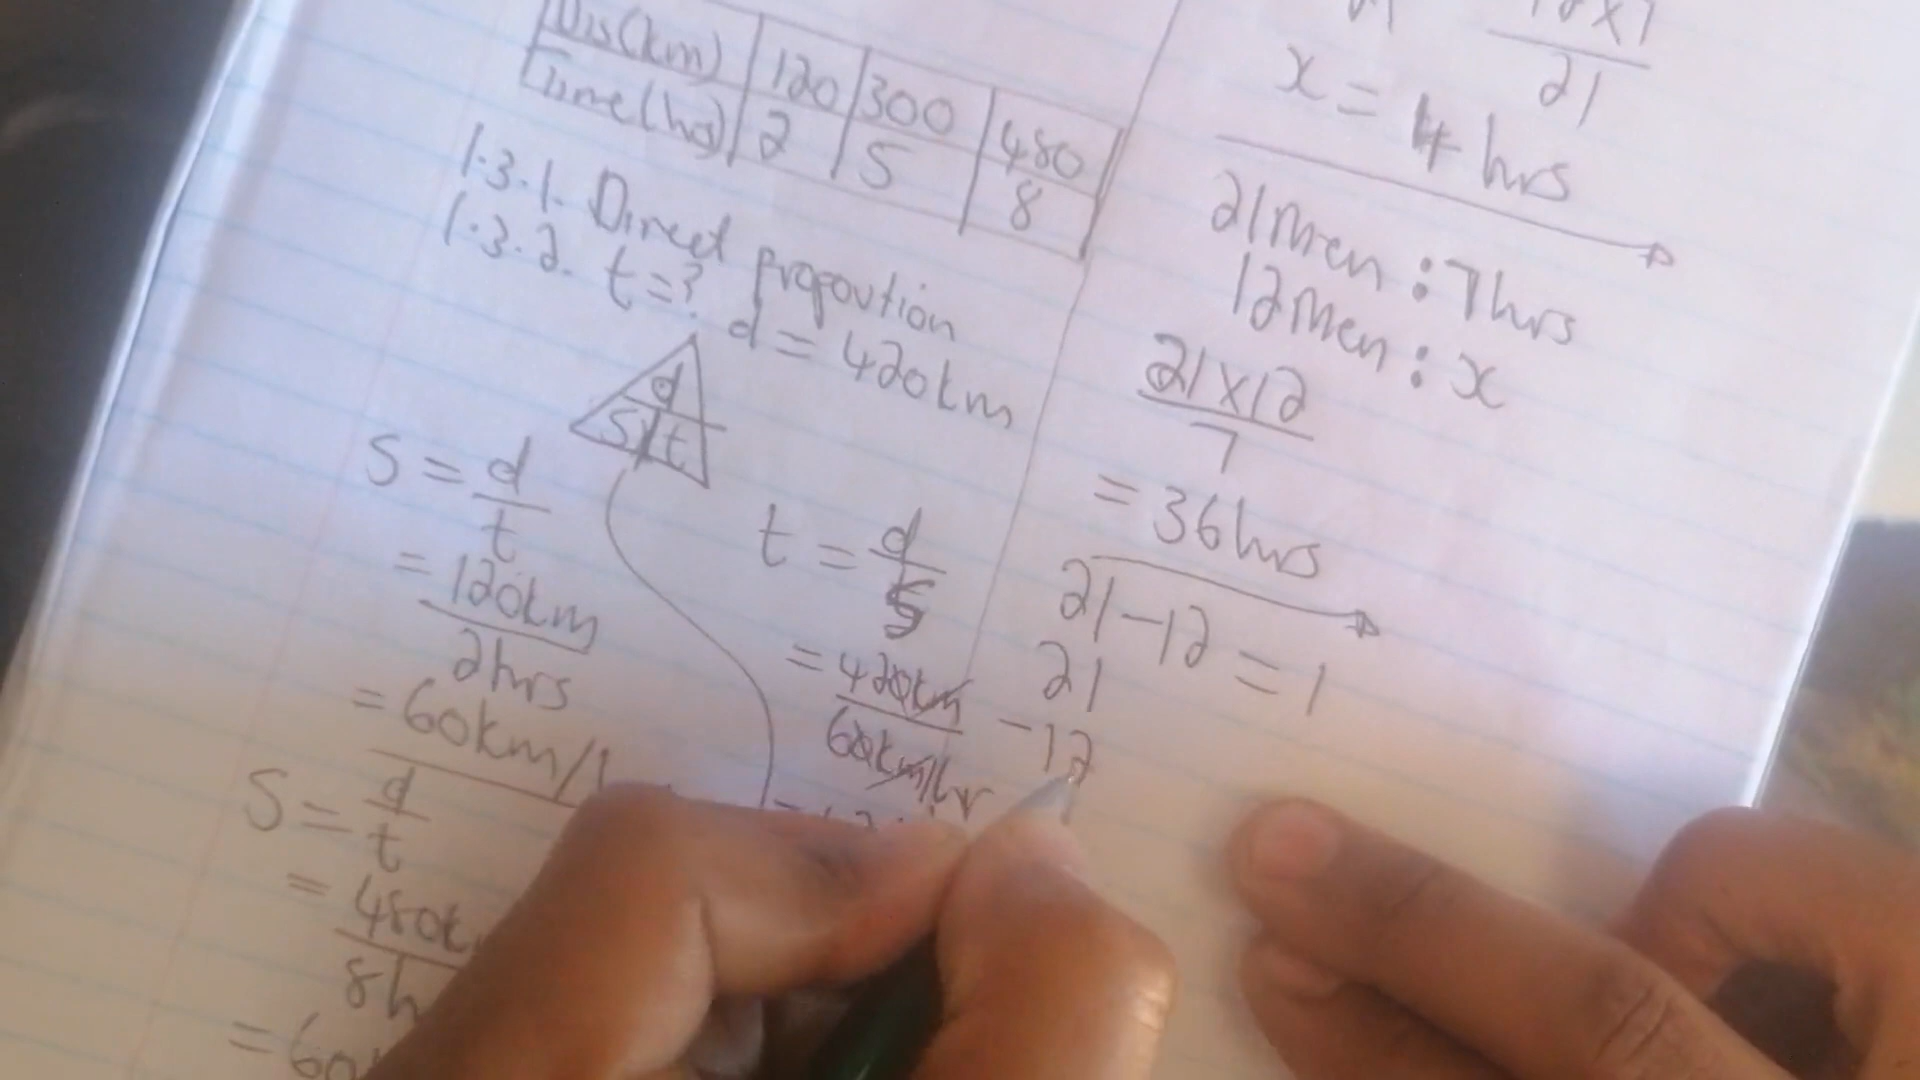 Dis(km) 120 300 480
Time(hrs) 2 5 8
1.3.1. Direct proportion
1.3.2. t=? d = 420km
d
S t
S = d
t
= 120km
2hrs
= 60km/
S = d
t
= 480k
8h
= 60
t = d
S
= 420km
60km/hr
21
x = 4 hrs
21men : 7hrs
12men : x
21x12
7
= 36hrs
21-12 = 1
21
-12